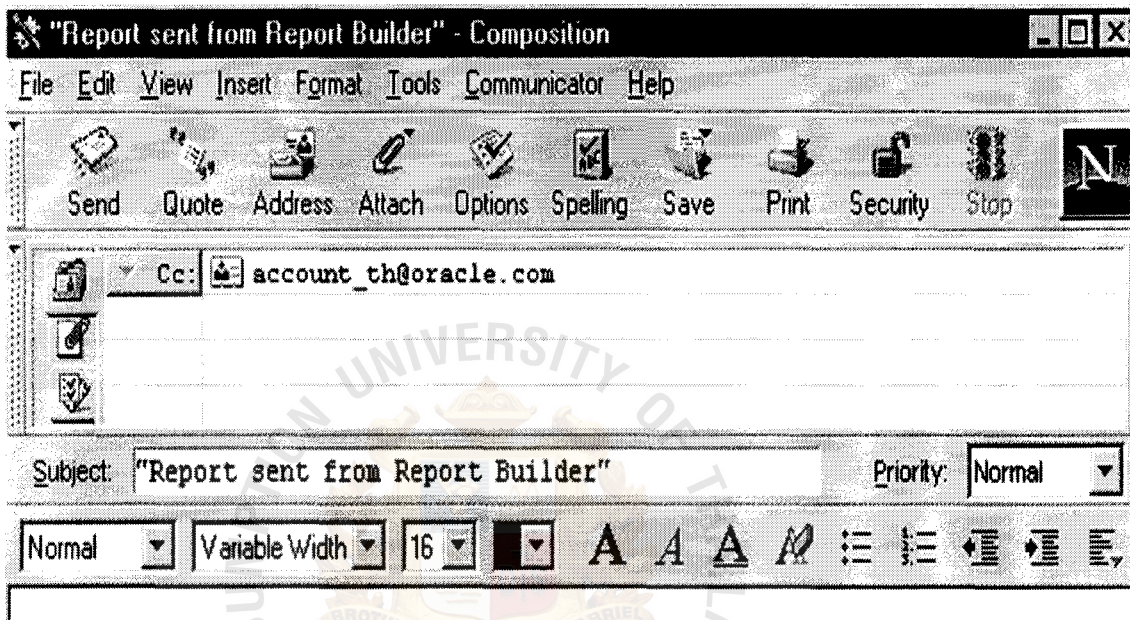 "Report sent from Report Builder" - Composition
File Edit View Insert Format Tools Communicator Help
Send Quote Address Attach Options Spelling Save Print Security Stop
N
Cc: account_th@oracle.com
Subject: "Report sent from Report Builder" Priority: Normal
Normal Variable Width 16 A A A
UNIVERSITY OF